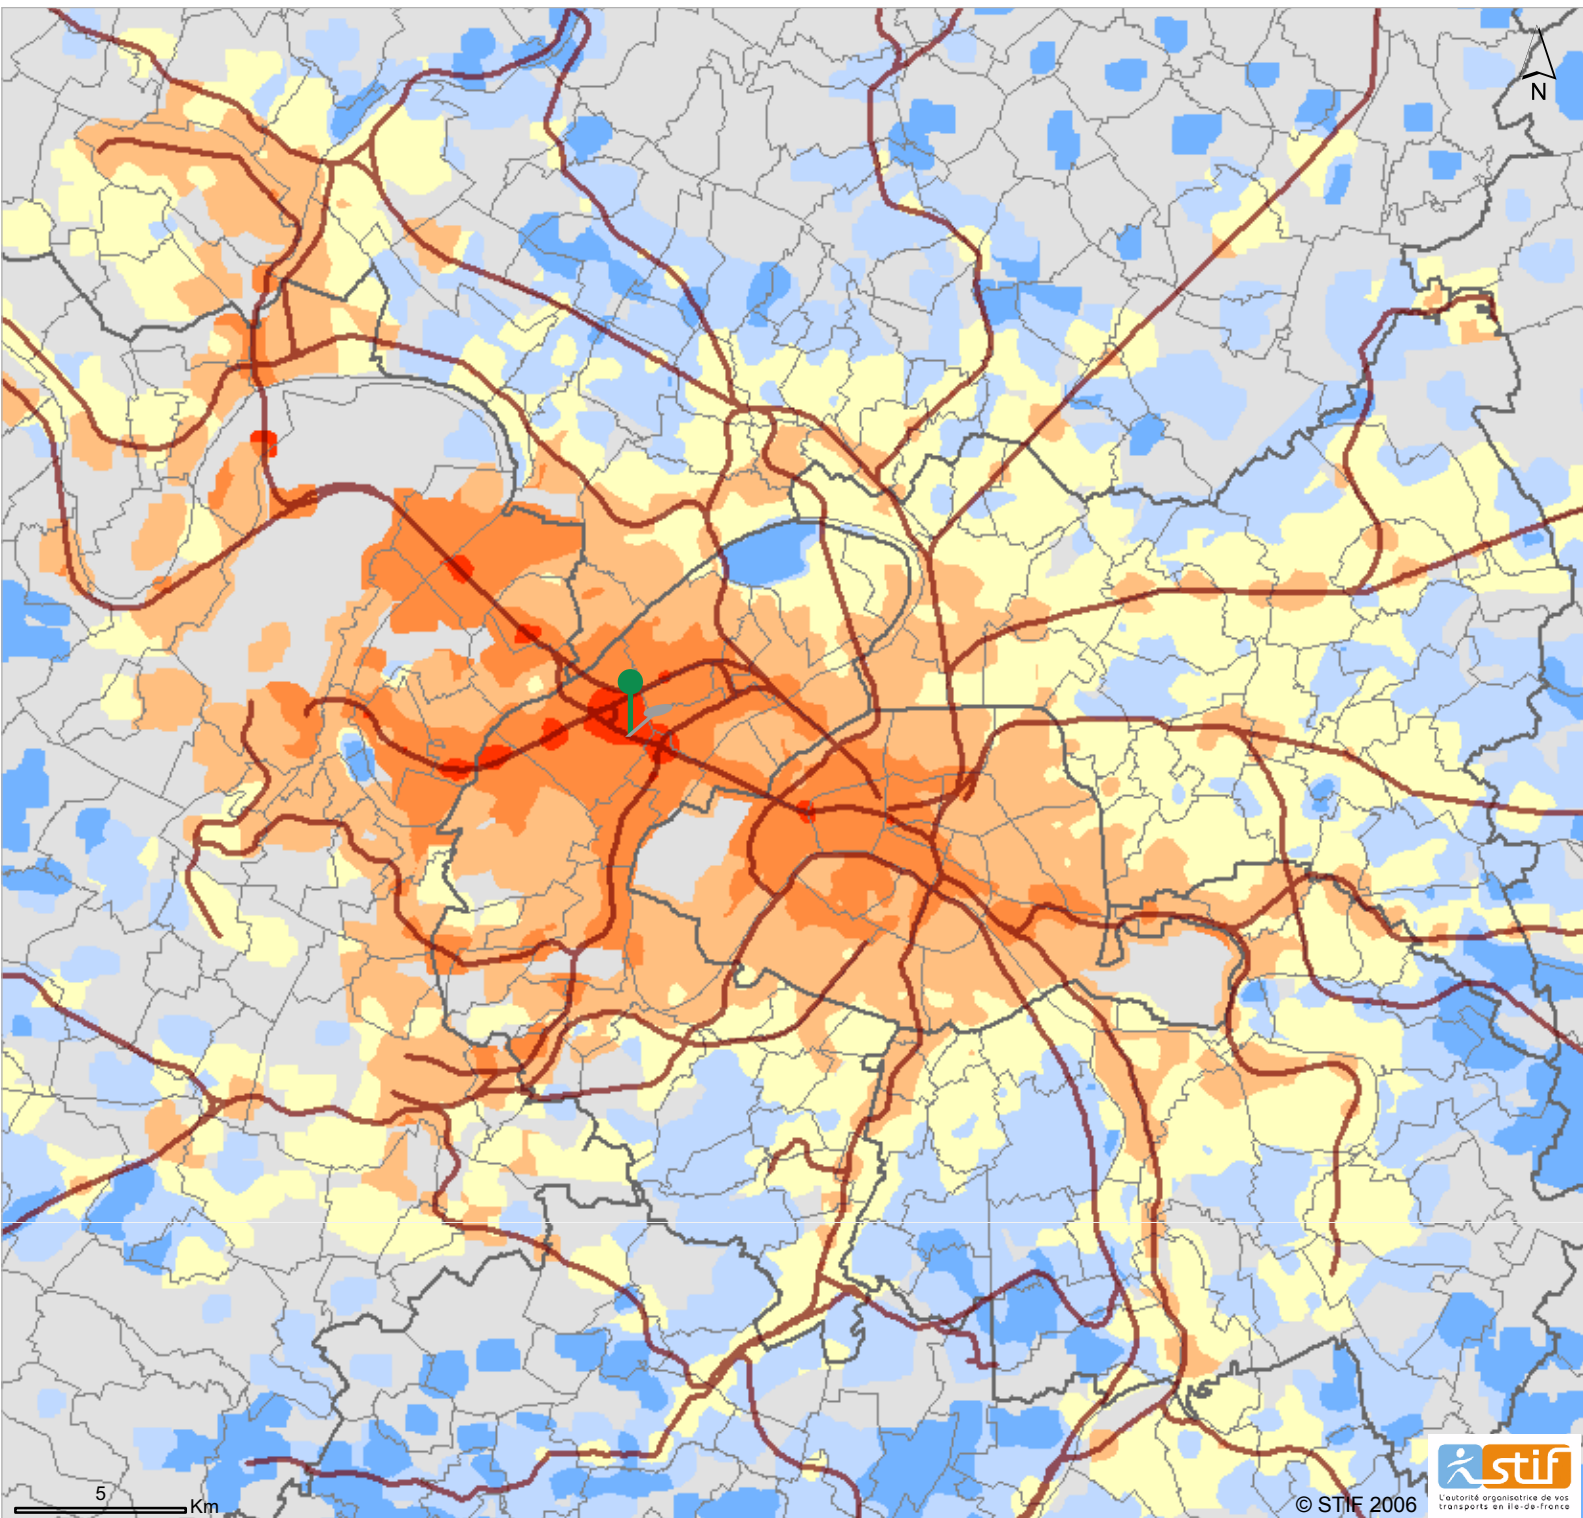 N
5
Km
© STIF 2006
stif
L'autorité organisatrice de vos
transports en île-de-france